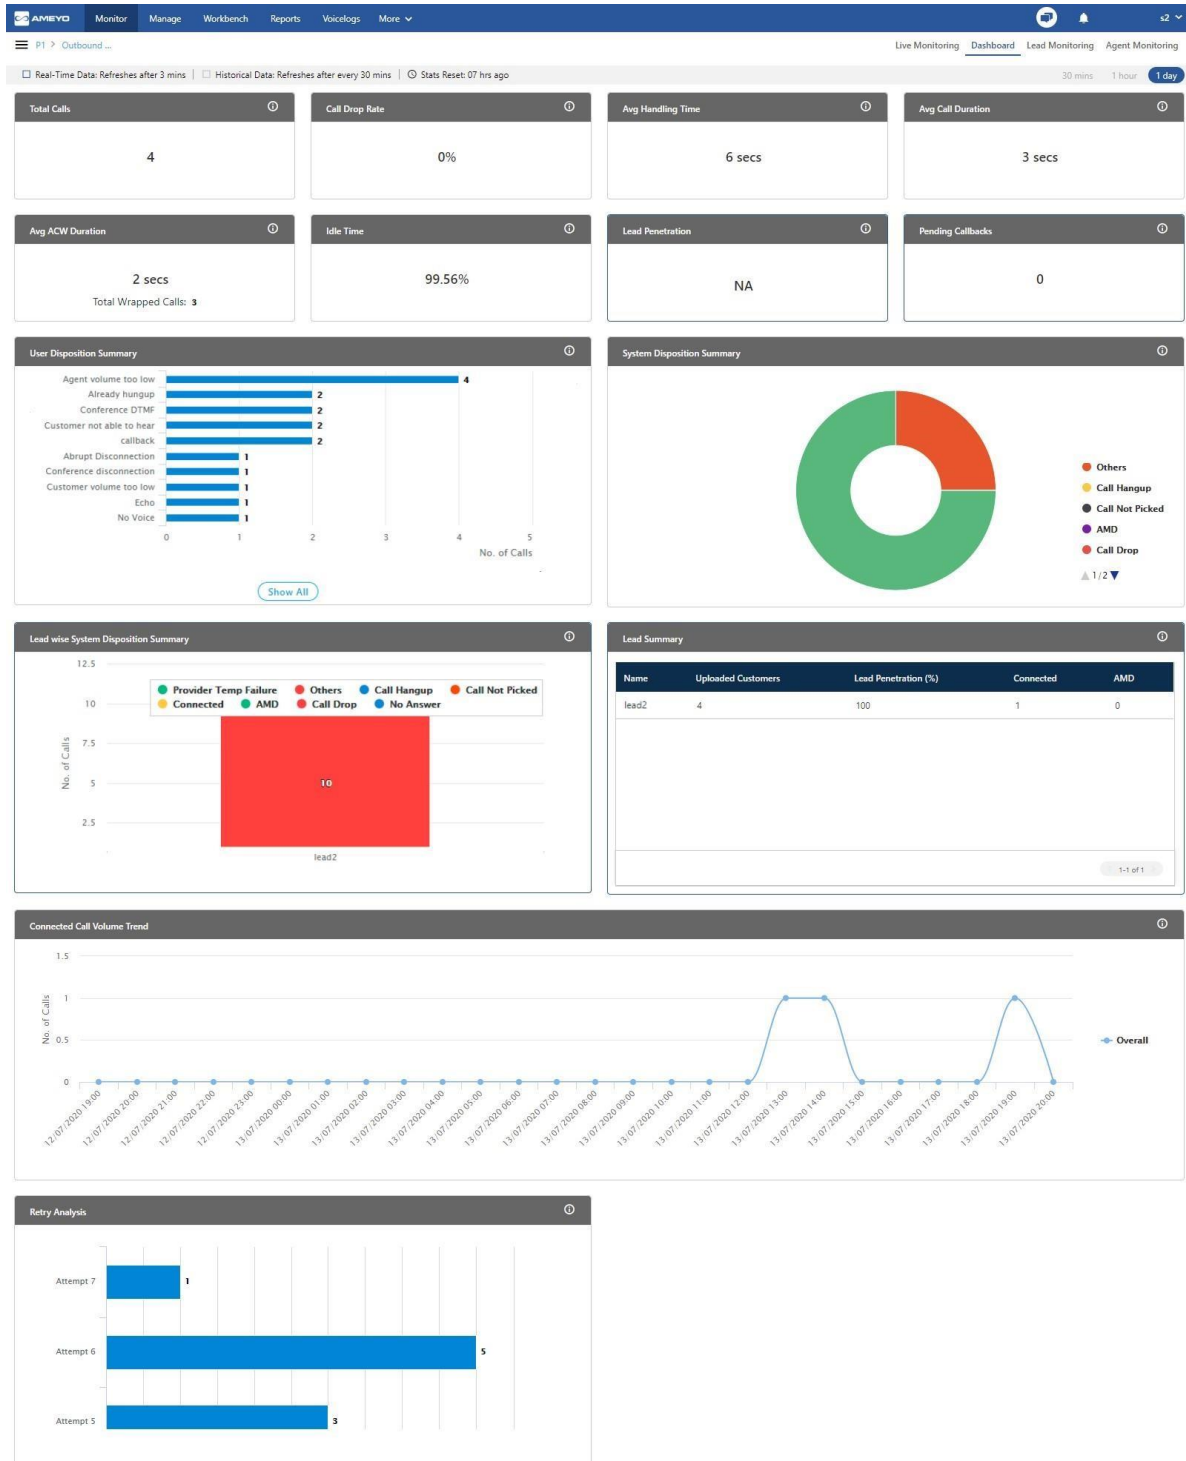 AMEYO Monitor Manage Workbench Reports Voicelogs More s2
P1 > Outbound ... Live Monitoring Dashboard Lead Monitoring Agent Monitoring
Real-Time Data: Refreshes after 3 mins | Historical Data: Refreshes after every 30 mins | Stats Reset: 07 hrs ago 30 mins 1 hour 1 day
Total Calls Call Drop Rate Avg Handling Time Avg Call Duration
4 0% 6 secs 3 secs
Avg ACW Duration Idle Time Lead Penetration Pending Callbacks
2 secs 99.56% NA 0
Total Wrapped Calls: 3
User Disposition Summary
Agent volume too low 4
Already hungup 2
Conference DTMF 2
Customer not able to hear 2
callback 2
Abrupt Disconnection 1
Conference disconnection 1
Customer volume too low 1
Echo 1
No Voice 1
0 1 2 3 4 5
No. of Calls
Show All
System Disposition Summary
Others
Call Hangup
Call Not Picked
AMD
Call Drop
1/2
Lead wise System Disposition Summary
12.5
Provider Temp Failure Others Call Hangup Call Not Picked
10 Connected AMD Call Drop No Answer
7.5
No. of Calls
5 10
2.5
lead2
Lead Summary
Name Uploaded Customers Lead Penetration (%) Connected AMD
lead2 4 100 1 0
1-1 of 1
Connected Call Volume Trend
1.5
1
No. of Calls
0.5 Overall
0
12/07/2020 19:00 12/07/2020 20:00 12/07/2020 21:00 12/07/2020 22:00 12/07/2020 23:00 13/07/2020 00:00 13/07/2020 01:00 13/07/2020 02:00 13/07/2020 03:00 13/07/2020 04:00 13/07/2020 05:00 13/07/2020 06:00 13/07/2020 07:00 13/07/2020 08:00 13/07/2020 09:00 13/07/2020 10:00 13/07/2020 11:00 13/07/2020 12:00 13/07/2020 13:00 13/07/2020 14:00 13/07/2020 15:00 13/07/2020 16:00 13/07/2020 17:00 13/07/2020 18:00 13/07/2020 19:00 13/07/2020 20:00
Retry Analysis
Attempt 7 1
Attempt 6 5
Attempt 5 3